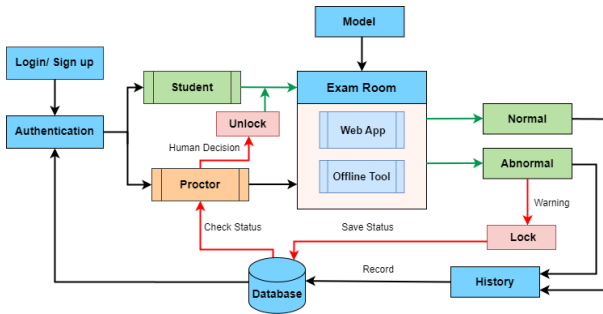 Model
Login/ Sign up
Student
Exam Room
Authentication
Unlock
Web App
Normal
Human Decision
Abnormal
Proctor
Offline Tool
Warning
Check Status
Save Status
Lock
Record
Database
History